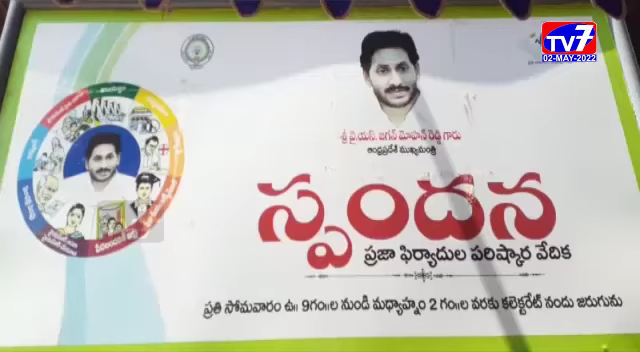 TV7
02-MAY-2022
శ్రీ వై.యస్. జగన్ మోహన్ రెడ్డి గారు
ఆంధ్రప్రదేశ్ ముఖ్యమంత్రి
స్పందన
ప్రజా ఫిర్యాదుల పరిష్కార వేదిక
ప్రతి సోమవారం ఉ॥ 9గం॥ల నుండి మధ్యాహ్నం 2 గం॥ల వరకు కలెక్టరేట్ నందు జరుగును